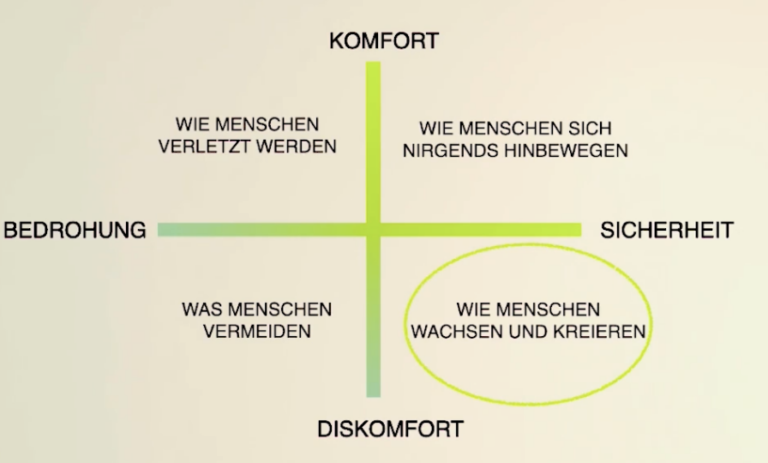 KOMFORT
WIE MENSCHEN
VERLETZT WERDEN
WIE MENSCHEN SICH
NIRGENDS HINBEWEGEN
BEDROHUNG
SICHERHEIT
WAS MENSCHEN
VERMEIDEN
WIE MENSCHEN
WACHSEN UND KREIEREN
DISKOMFORT